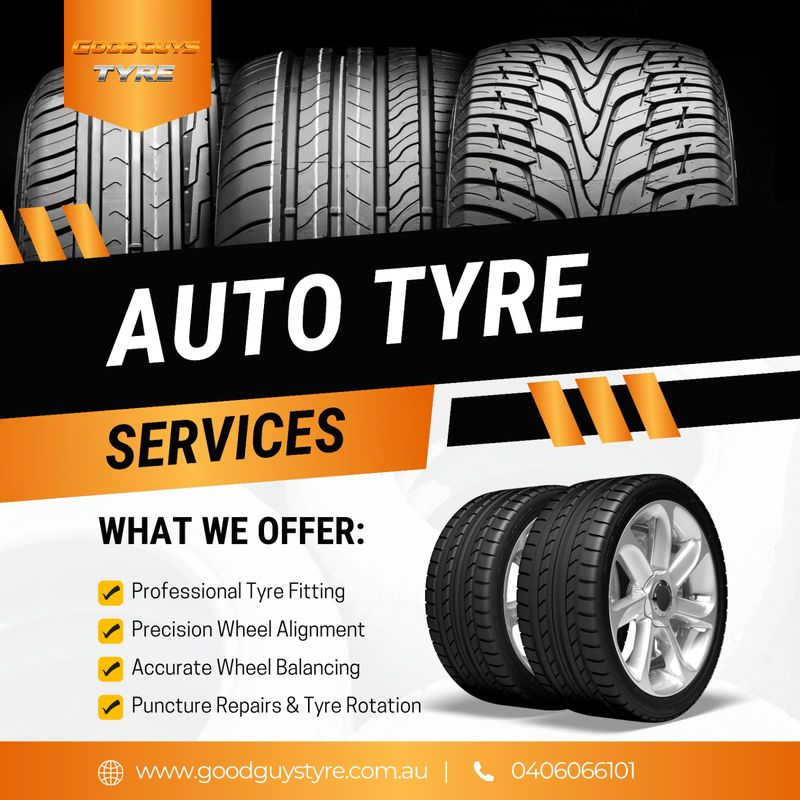 GOOD GUYS
TYRE
AUTO TYRE
SERVICES
WHAT WE OFFER:
Professional Tyre Fitting
Precision Wheel Alignment
Accurate Wheel Balancing
Puncture Repairs & Tyre Rotation
www.goodguystyre.com.au | 0406066101